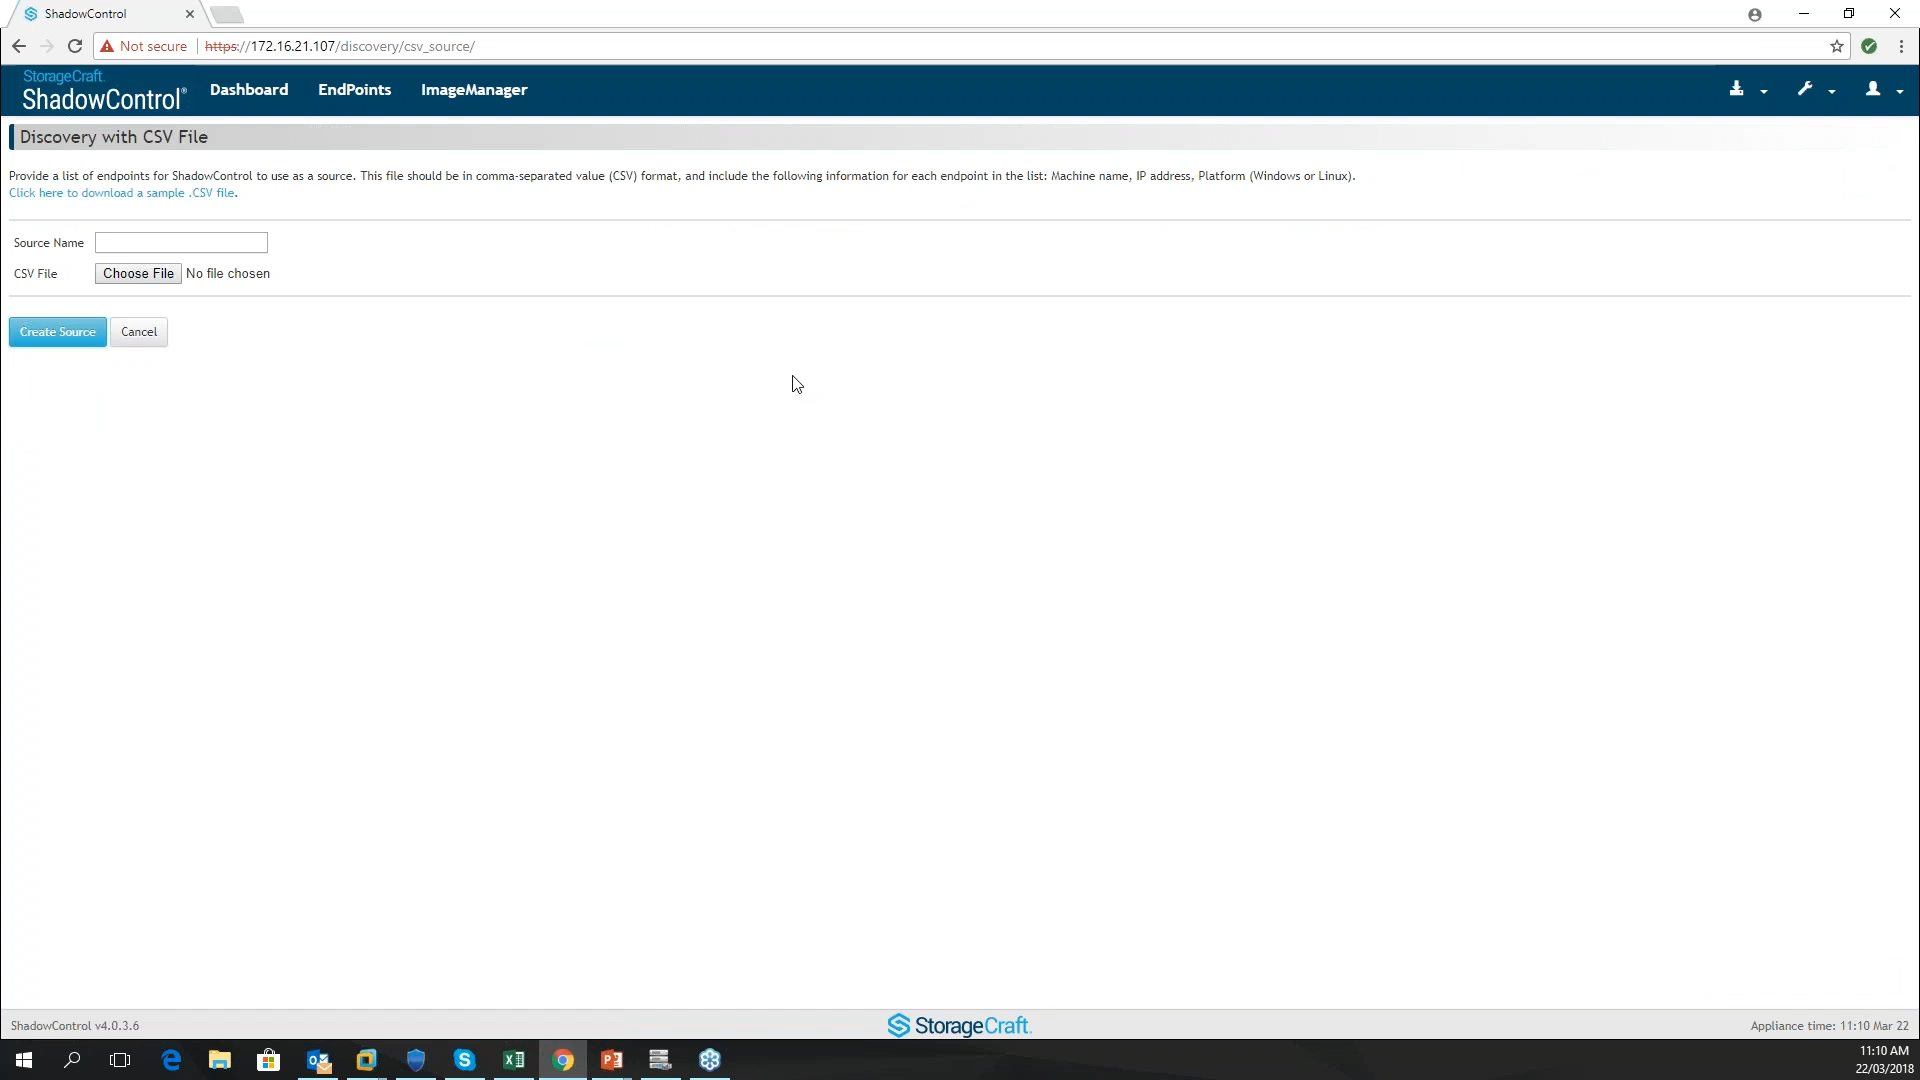 ShadowControl
Not secure https://172.16.21.107/discovery/csv_source/
StorageCraft.
ShadowControl® Dashboard EndPoints ImageManager
Discovery with CSV File
Provide a list of endpoints for ShadowControl to use as a source. This file should be in comma-separated value (CSV) format, and include the following information for each endpoint in the list: Machine name, IP address, Platform (Windows or Linux).
Click here to download a sample .CSV file.
Source Name
CSV File Choose File No file chosen
Create Source Cancel
ShadowControl v4.0.3.6 StorageCraft. Appliance time: 11:10 Mar 22
11:10 AM
22/03/2018